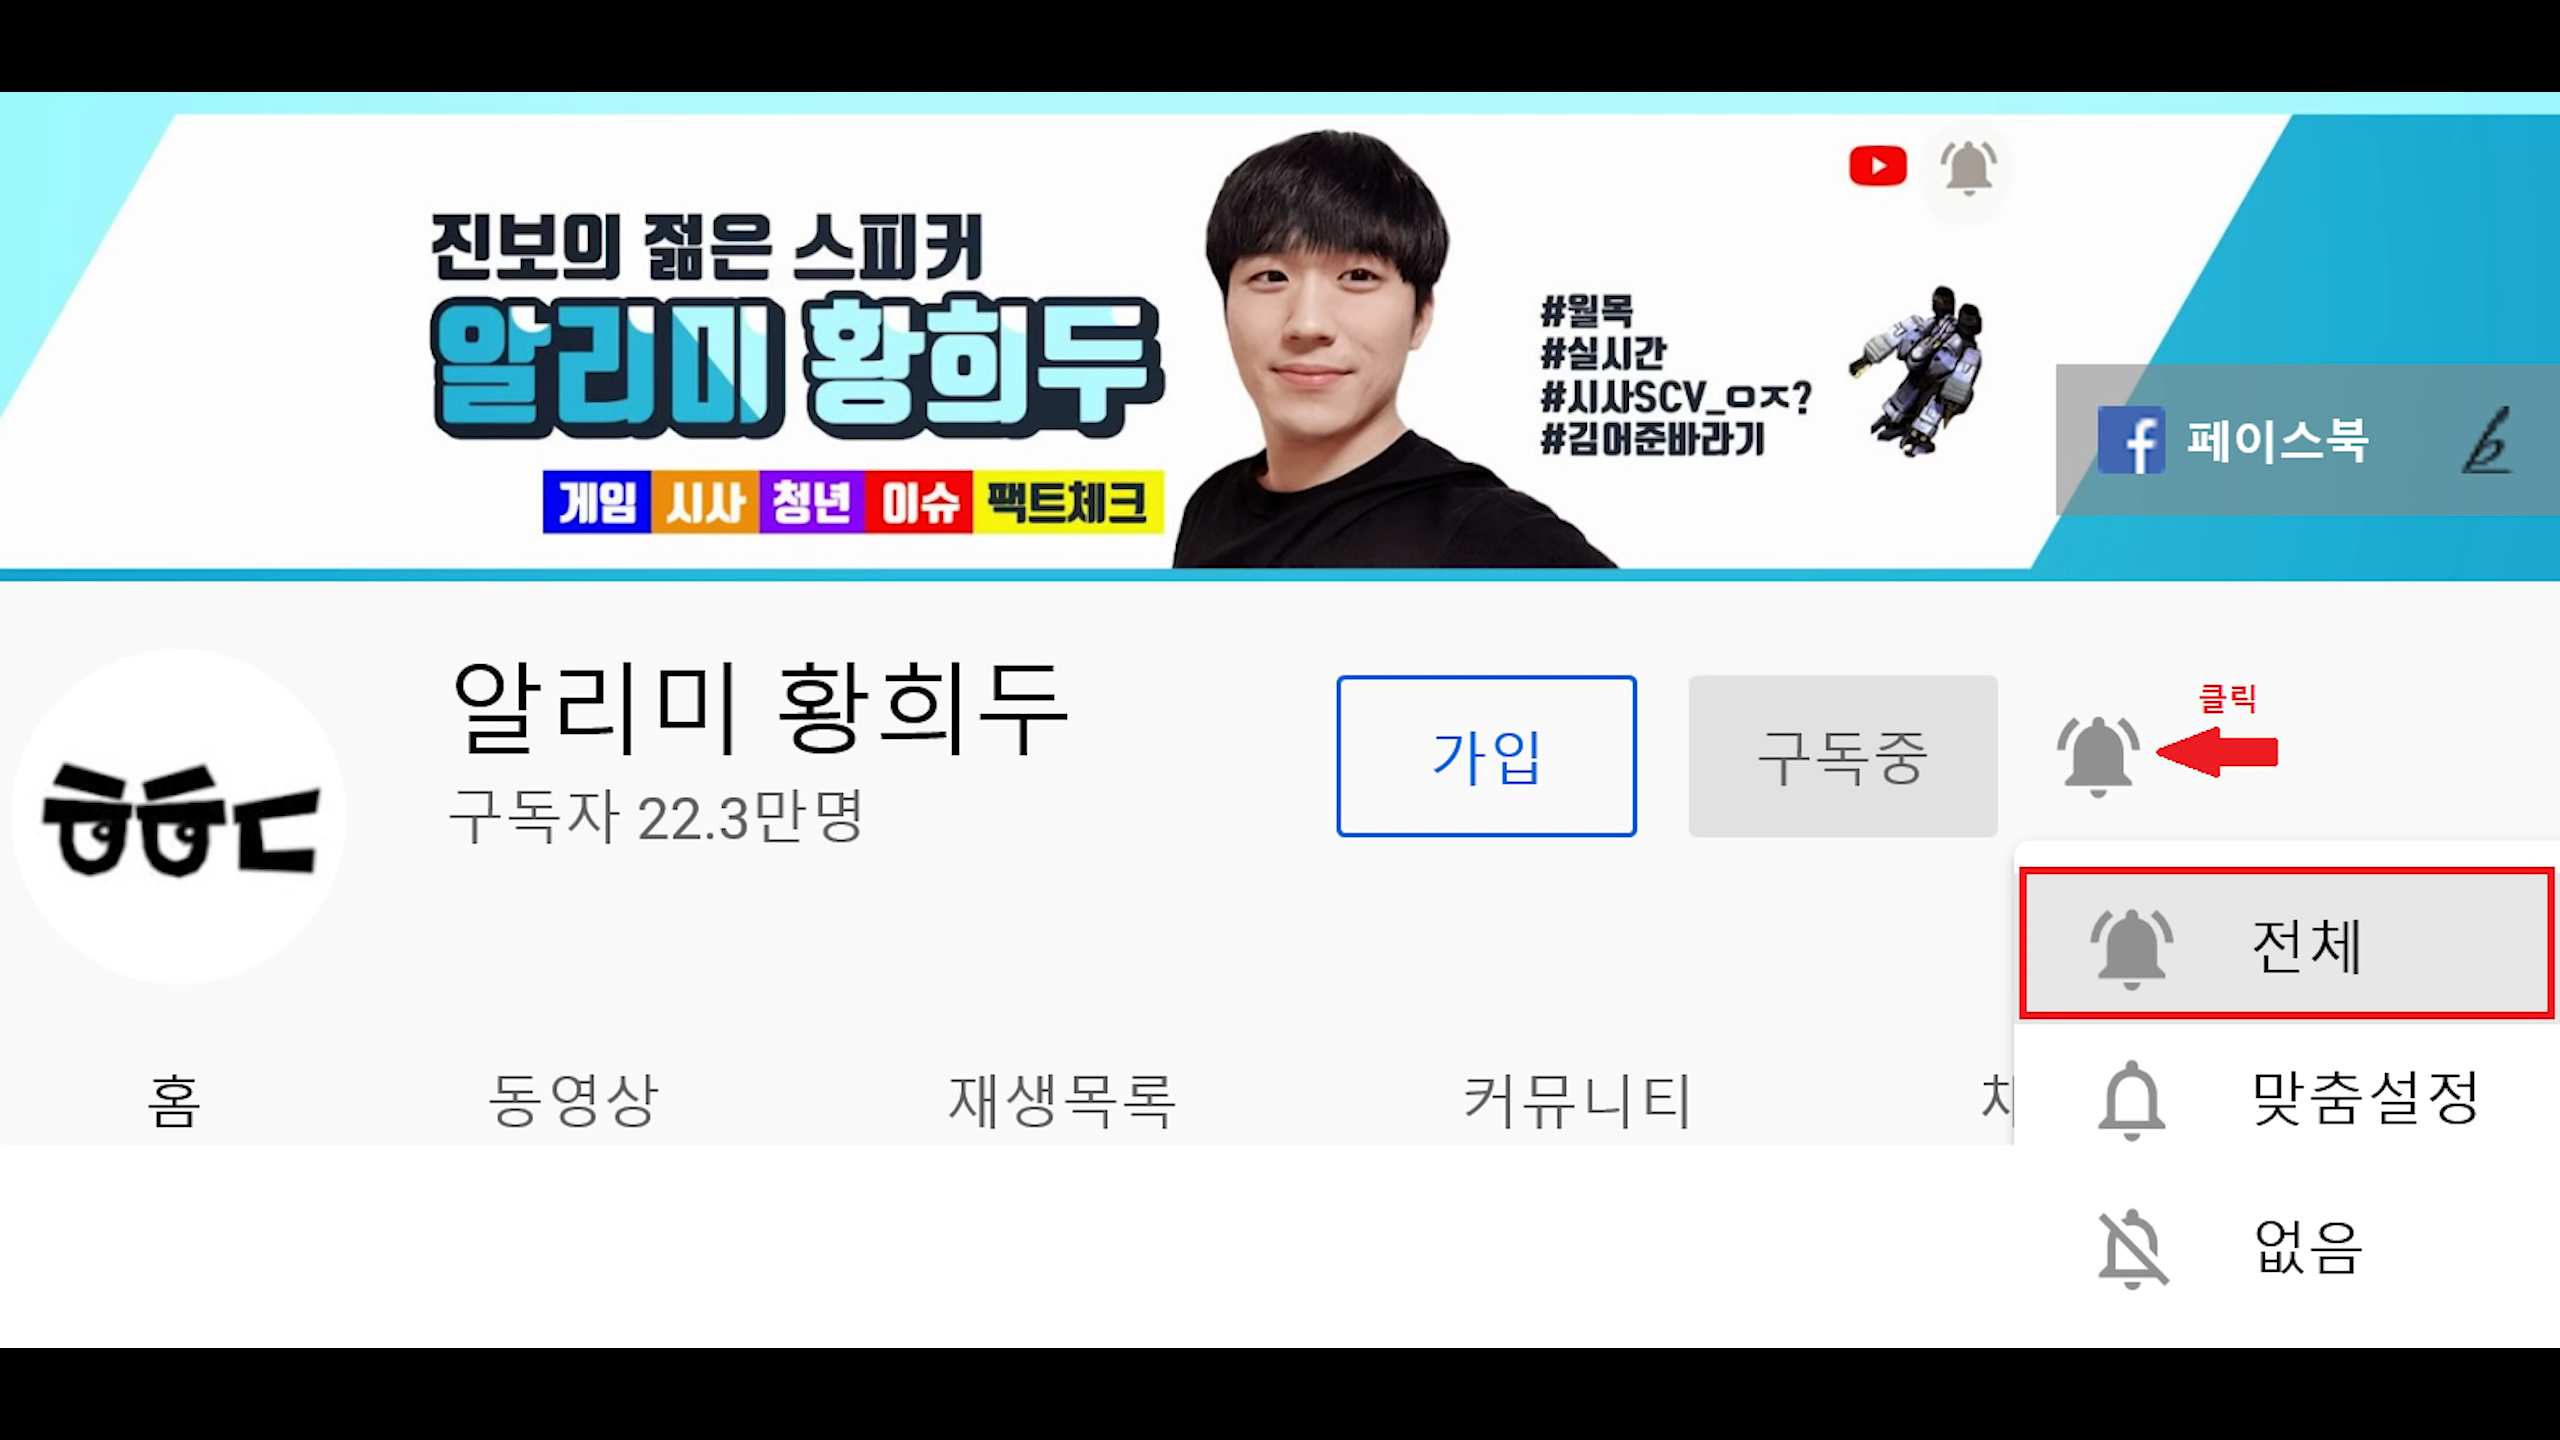 진보의 젊은 스피커
알리미 황희두
게임 시사 청년 이슈 팩트체크
#월목
#실시간
#시사SCV_ㅇㅈ?
#김어준바라기
페이스북
알리미 황희두
구독자 22.3만명
가입
구독중
클릭
ㅎㅎㄷ
전체
맞춤설정
없음
홈 동영상 재생목록 커뮤니티